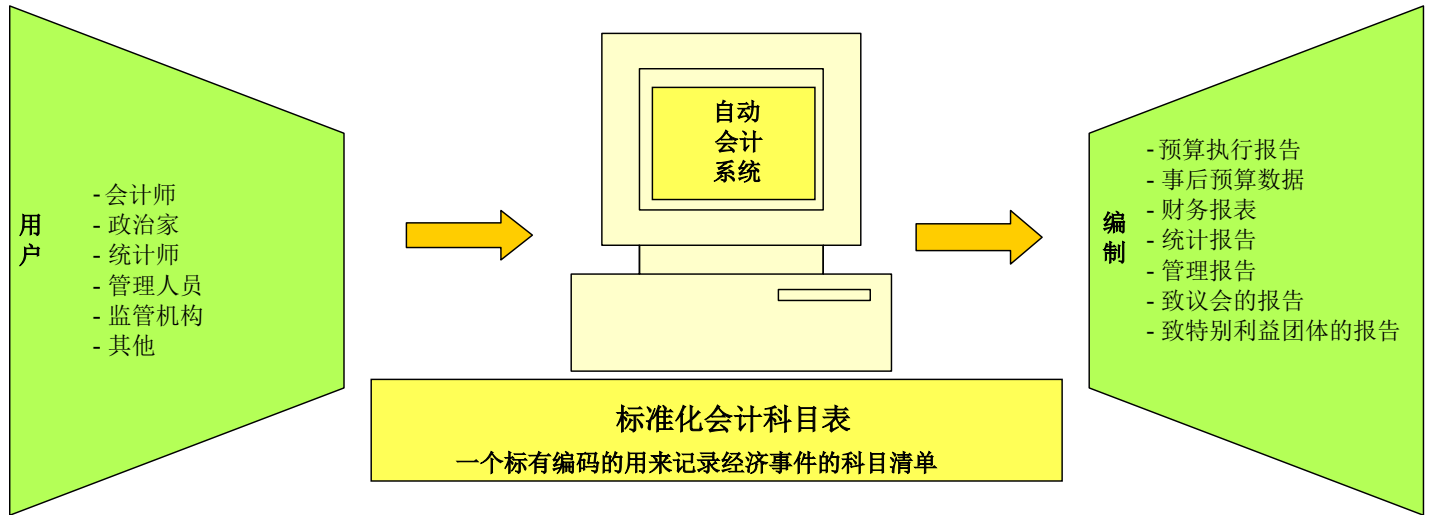 用户
- 会计师
- 政治家
- 统计师
- 管理人员
- 监管机构
- 其他
自动
会计
系统
标准化会计科目表
一个标有编码的用来记录经济事件的科目清单
编制
- 预算执行报告
- 事后预算数据
- 财务报表
- 统计报告
- 管理报告
- 致议会的报告
- 致特别利益团体的报告